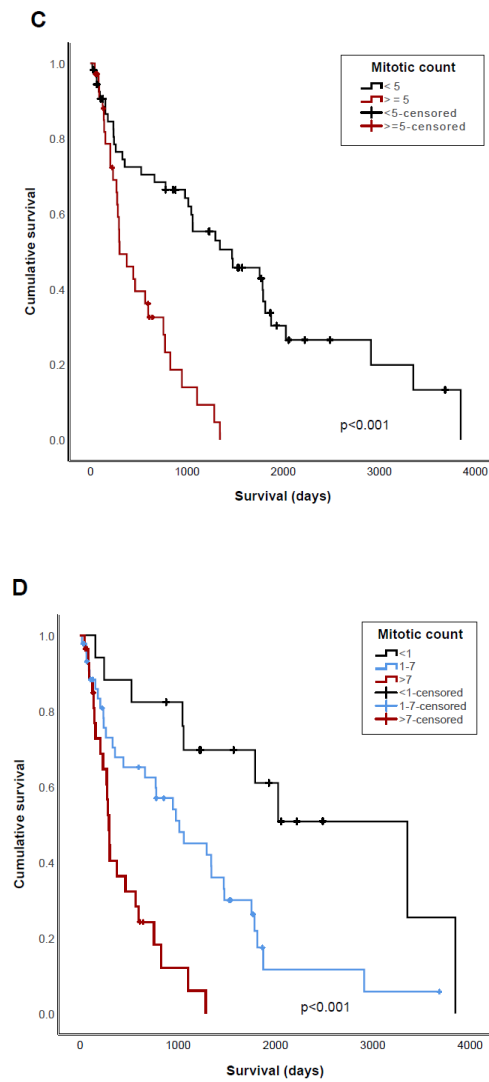 C
Mitotic count
< 5
> = 5
<5-censored
>=5-censored
Cumulative survival
1.0
0.8
0.6
0.4
0.2
0.0
p<0.001
0 1000 2000 3000 4000
Survival (days)
D
Mitotic count
<1
1-7
>7
<1-censored
1-7-censored
>7-censored
Cumulative survival
1.0
0.8
0.6
0.4
0.2
0.0
p<0.001
0 1000 2000 3000 4000
Survival (days)